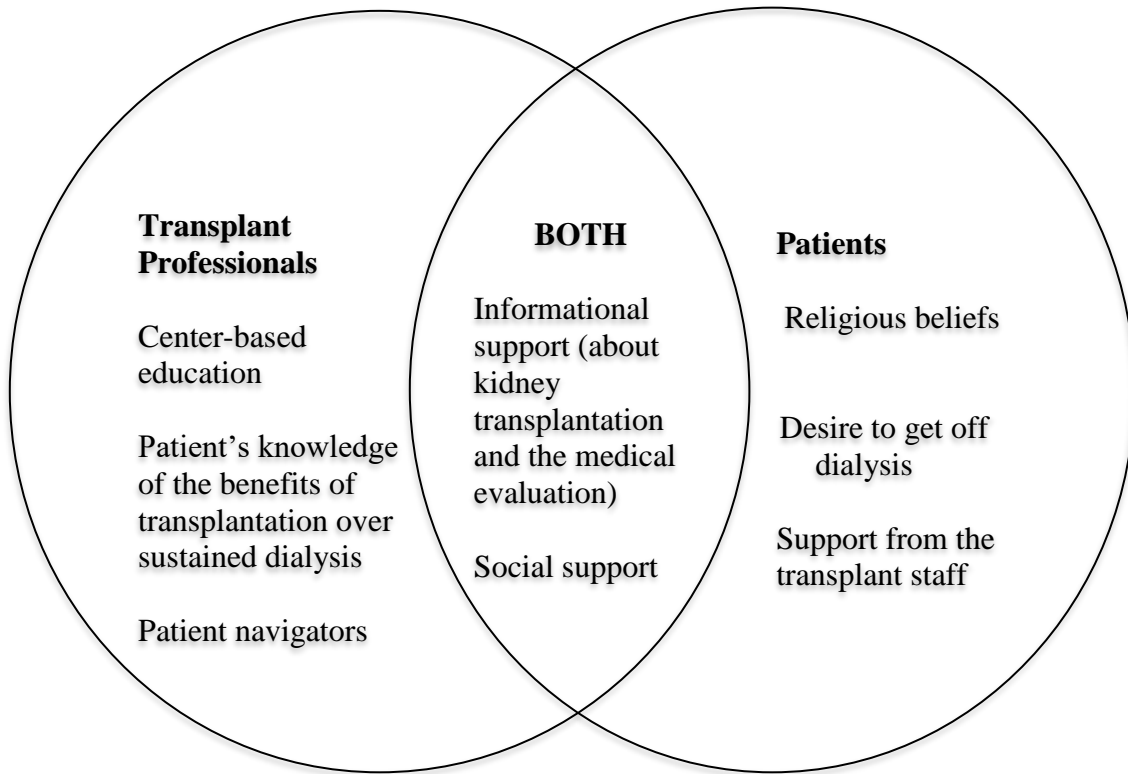 Transplant
Professionals
Center-based
education
Patient’s knowledge
of the benefits of
transplantation over
sustained dialysis
Patient navigators
BOTH
Informational
support (about
kidney
transplantation
and the medical
evaluation)
Social support
Patients
Religious beliefs
Desire to get off
dialysis
Support from the
transplant staff